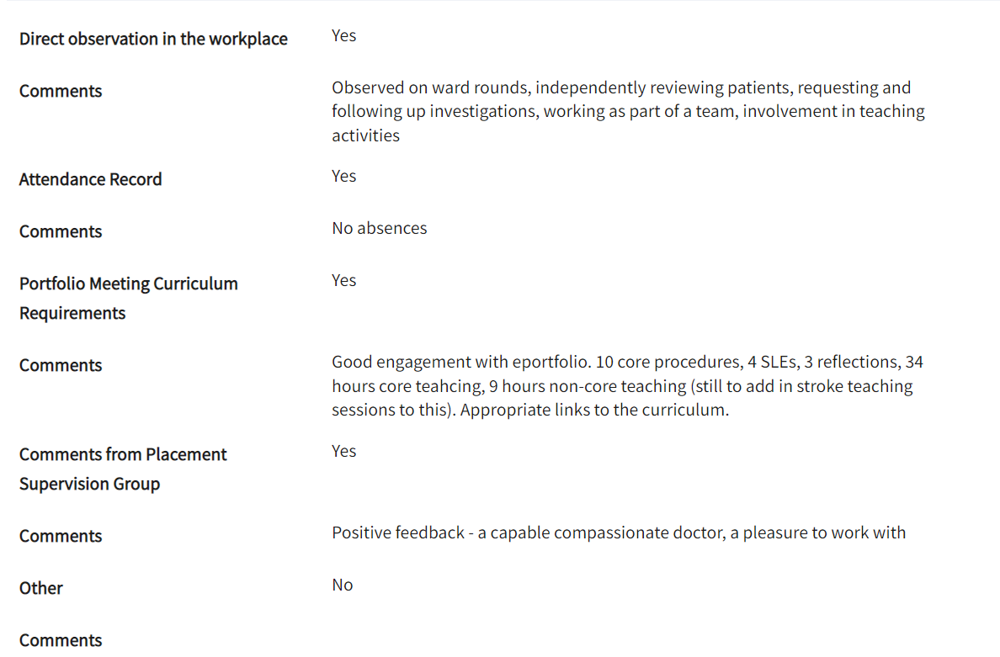 Direct observation in the workplace Yes
Comments Observed on ward rounds, independently reviewing patients, requesting and
following up investigations, working as part of a team, involvement in teaching
activities
Attendance Record Yes
Comments No absences
Portfolio Meeting Curriculum Yes
Requirements
Comments Good engagement with eportfolio. 10 core procedures, 4 SLEs, 3 reflections, 34
hours core teahcing, 9 hours non-core teaching (still to add in stroke teaching
sessions to this). Appropriate links to the curriculum.
Comments from Placement Yes
Supervision Group
Comments Positive feedback - a capable compassionate doctor, a pleasure to work with
Other No
Comments